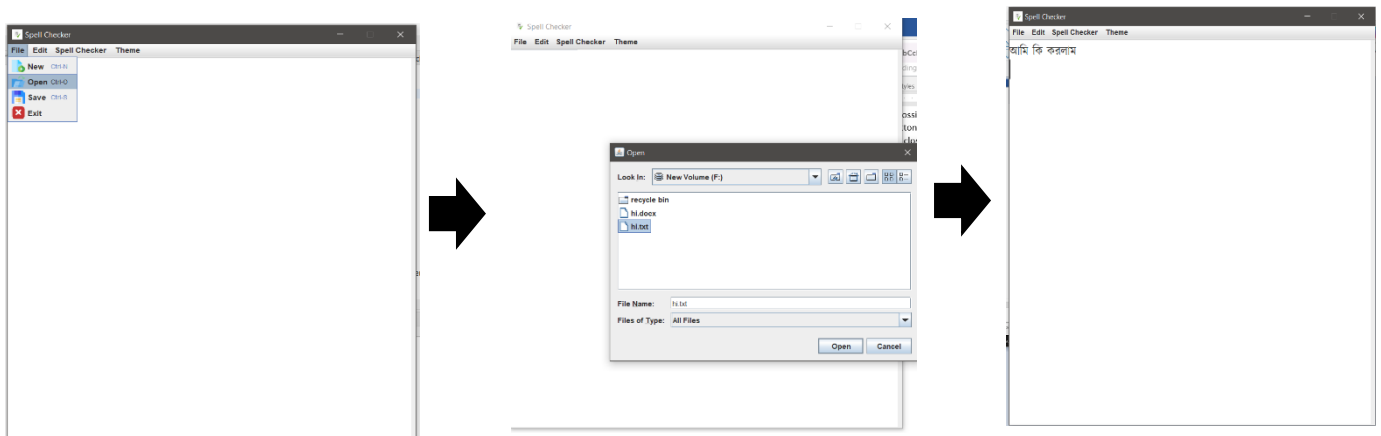 Spell Checker
File Edit Spell Checker Theme
New Ctrl-N
Open Ctrl-O
Save
Exit
Spell Checker
File Edit Spell Checker Theme
Open
Look In: New Volume (F:)
recycle bin
hi.docx
hi.txt
File Name: hi.txt
Files of Type: All Files
Open Cancel
Spell Checker
File Edit Spell Checker Theme
আমি কি করলাম